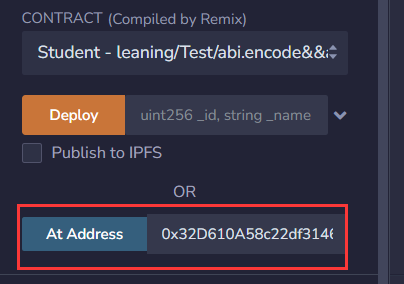 CONTRACT (Compiled by Remix)
Student - leaning/Test/abi.encode&&a
Deploy uint256 _id, string _name
Publish to IPFS
OR
At Address 0x32D610A58c22df3146